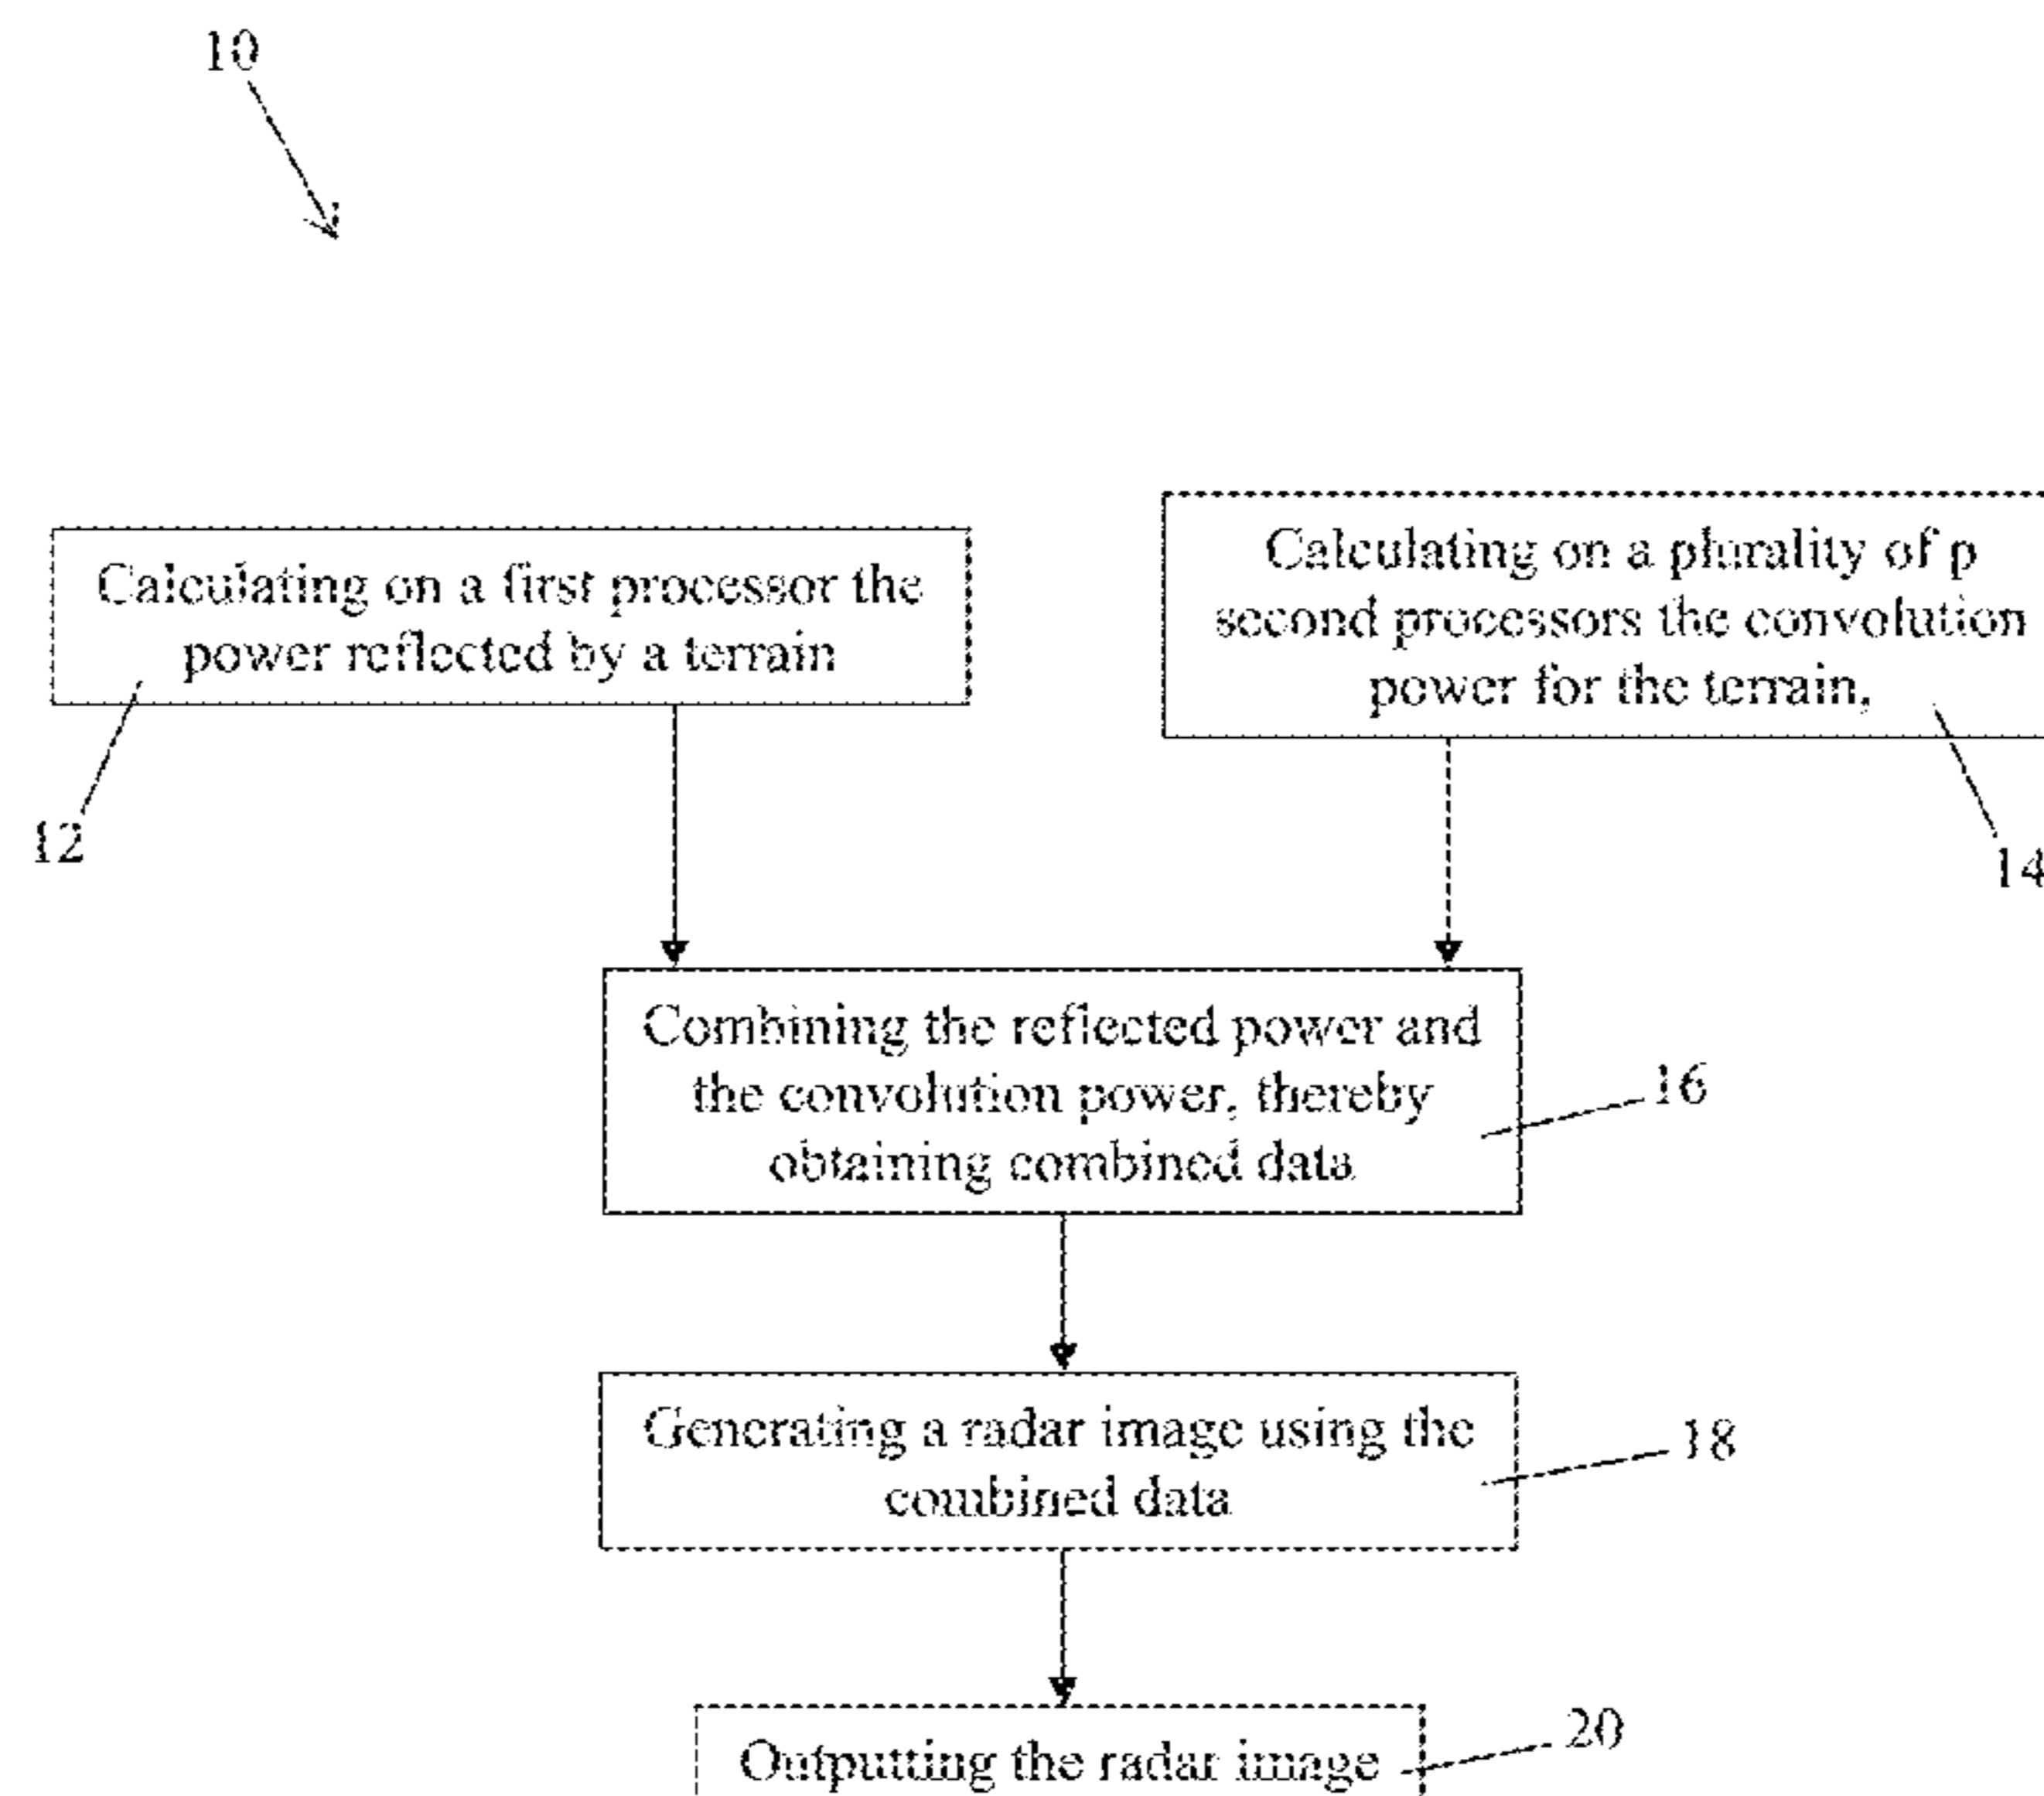 10
Calculating on a first processor the
power reflected by a terrain
Calculating on a plurality of p
second processors the convolution
power for the terrain,
12
14
Combining the reflected power and
the convolution power, thereby
obtaining combined data
16
Generating a radar image using the
combined data
18
Outputting the radar image
20